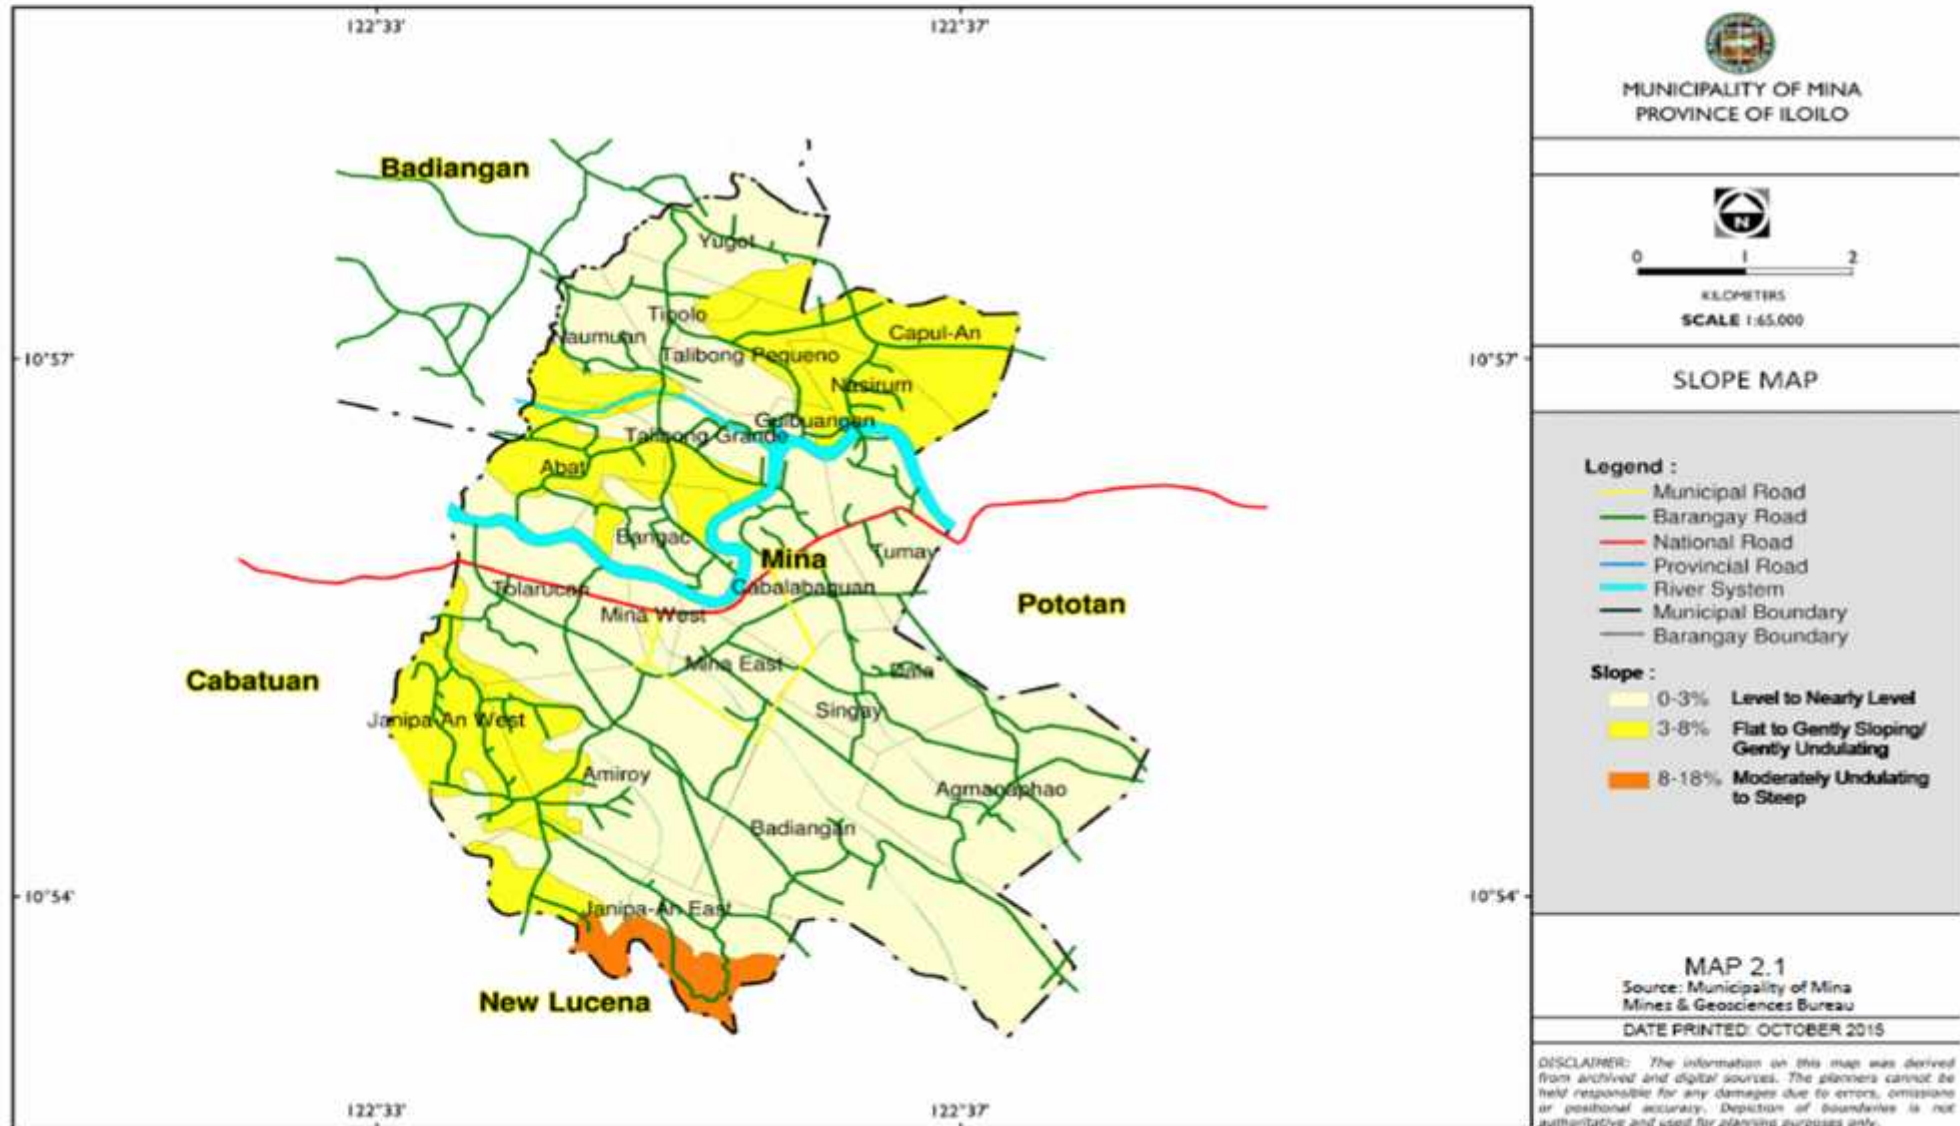 122°33'
122°37'
Badiangan
Yugot
Tipolo
Naumuan
Capul-An
Talibong Pequeno
10°57'
10°57'
Nasirum
Guibuangan
Talibong Grande
Abat
Bangac
Mina
Tumay
Tolarucan
Cabalabaguan
Mina West
Pototan
Mina East
Dala
Cabatuan
Singay
Janipa-An West
Amiroy
Agmanaphao
Badiangan
10°54'
10°54'
Janipa-An East
New Lucena
122°33'
122°37'
MUNICIPALITY OF MINA
PROVINCE OF ILOILO
N
0 1 2
KILOMETERS
SCALE 1:65,000
SLOPE MAP
Legend :
Municipal Road
Barangay Road
National Road
Provincial Road
River System
Municipal Boundary
Barangay Boundary
Slope :
0-3% Level to Nearly Level
3-8% Flat to Gently Sloping/
Gently Undulating
8-18% Moderately Undulating
to Steep
MAP 2.1
Source: Municipality of Mina
Mines & Geosciences Bureau
DATE PRINTED: OCTOBER 2015
DISCLAIMER: The information on this map was derived
from archived and digital sources. The planners cannot be
held responsible for any damages due to errors, omissions
or positional accuracy. Depiction of boundaries is not
authoritative and used for planning purposes only.